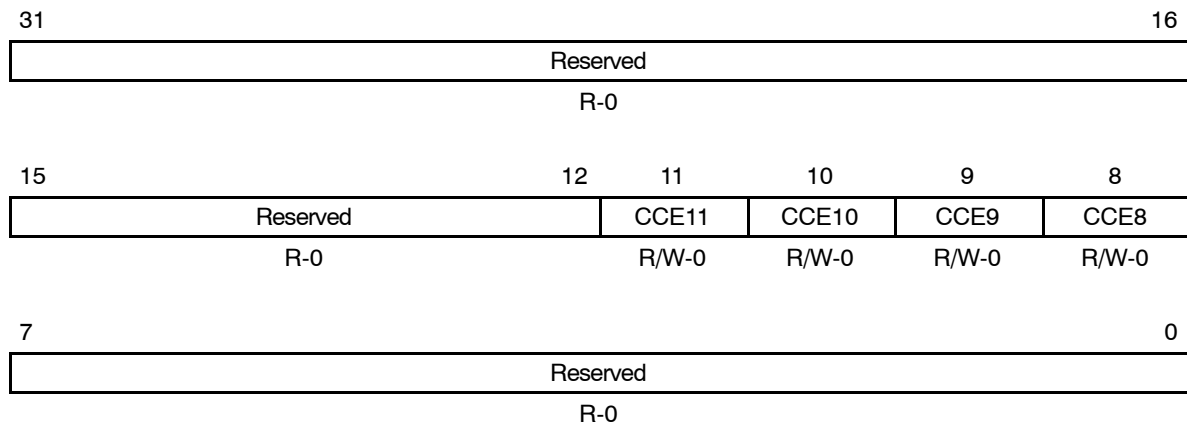 31 16
Reserved
R-0
15 12 11 10 9 8
Reserved CCE11 CCE10 CCE9 CCE8
R-0 R/W-0 R/W-0 R/W-0 R/W-0
7 0
Reserved
R-0